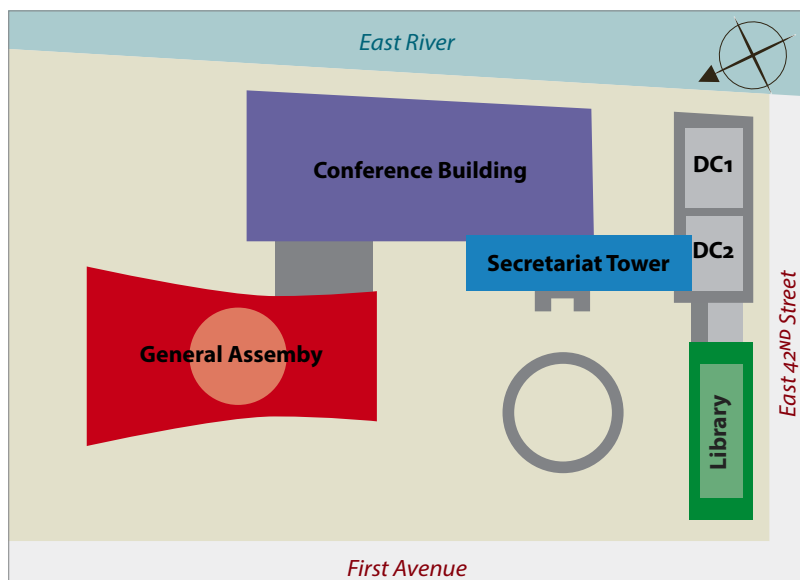 East River
Conference Building
DC1
DC2
Secretariat Tower
General Assemby
East 42ND Street
Library
First Avenue